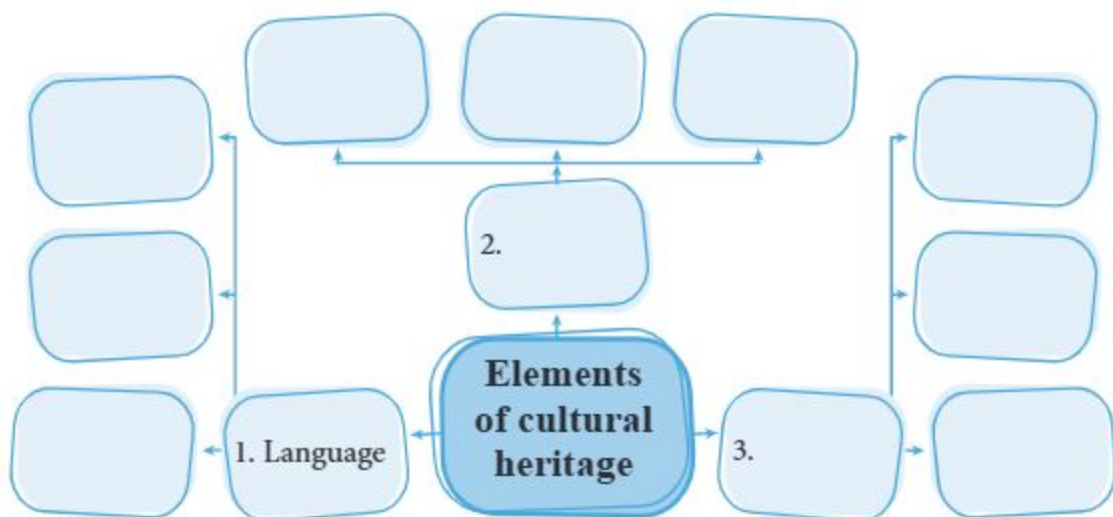 2.
Elements
of cultural
heritage
1. Language
3.